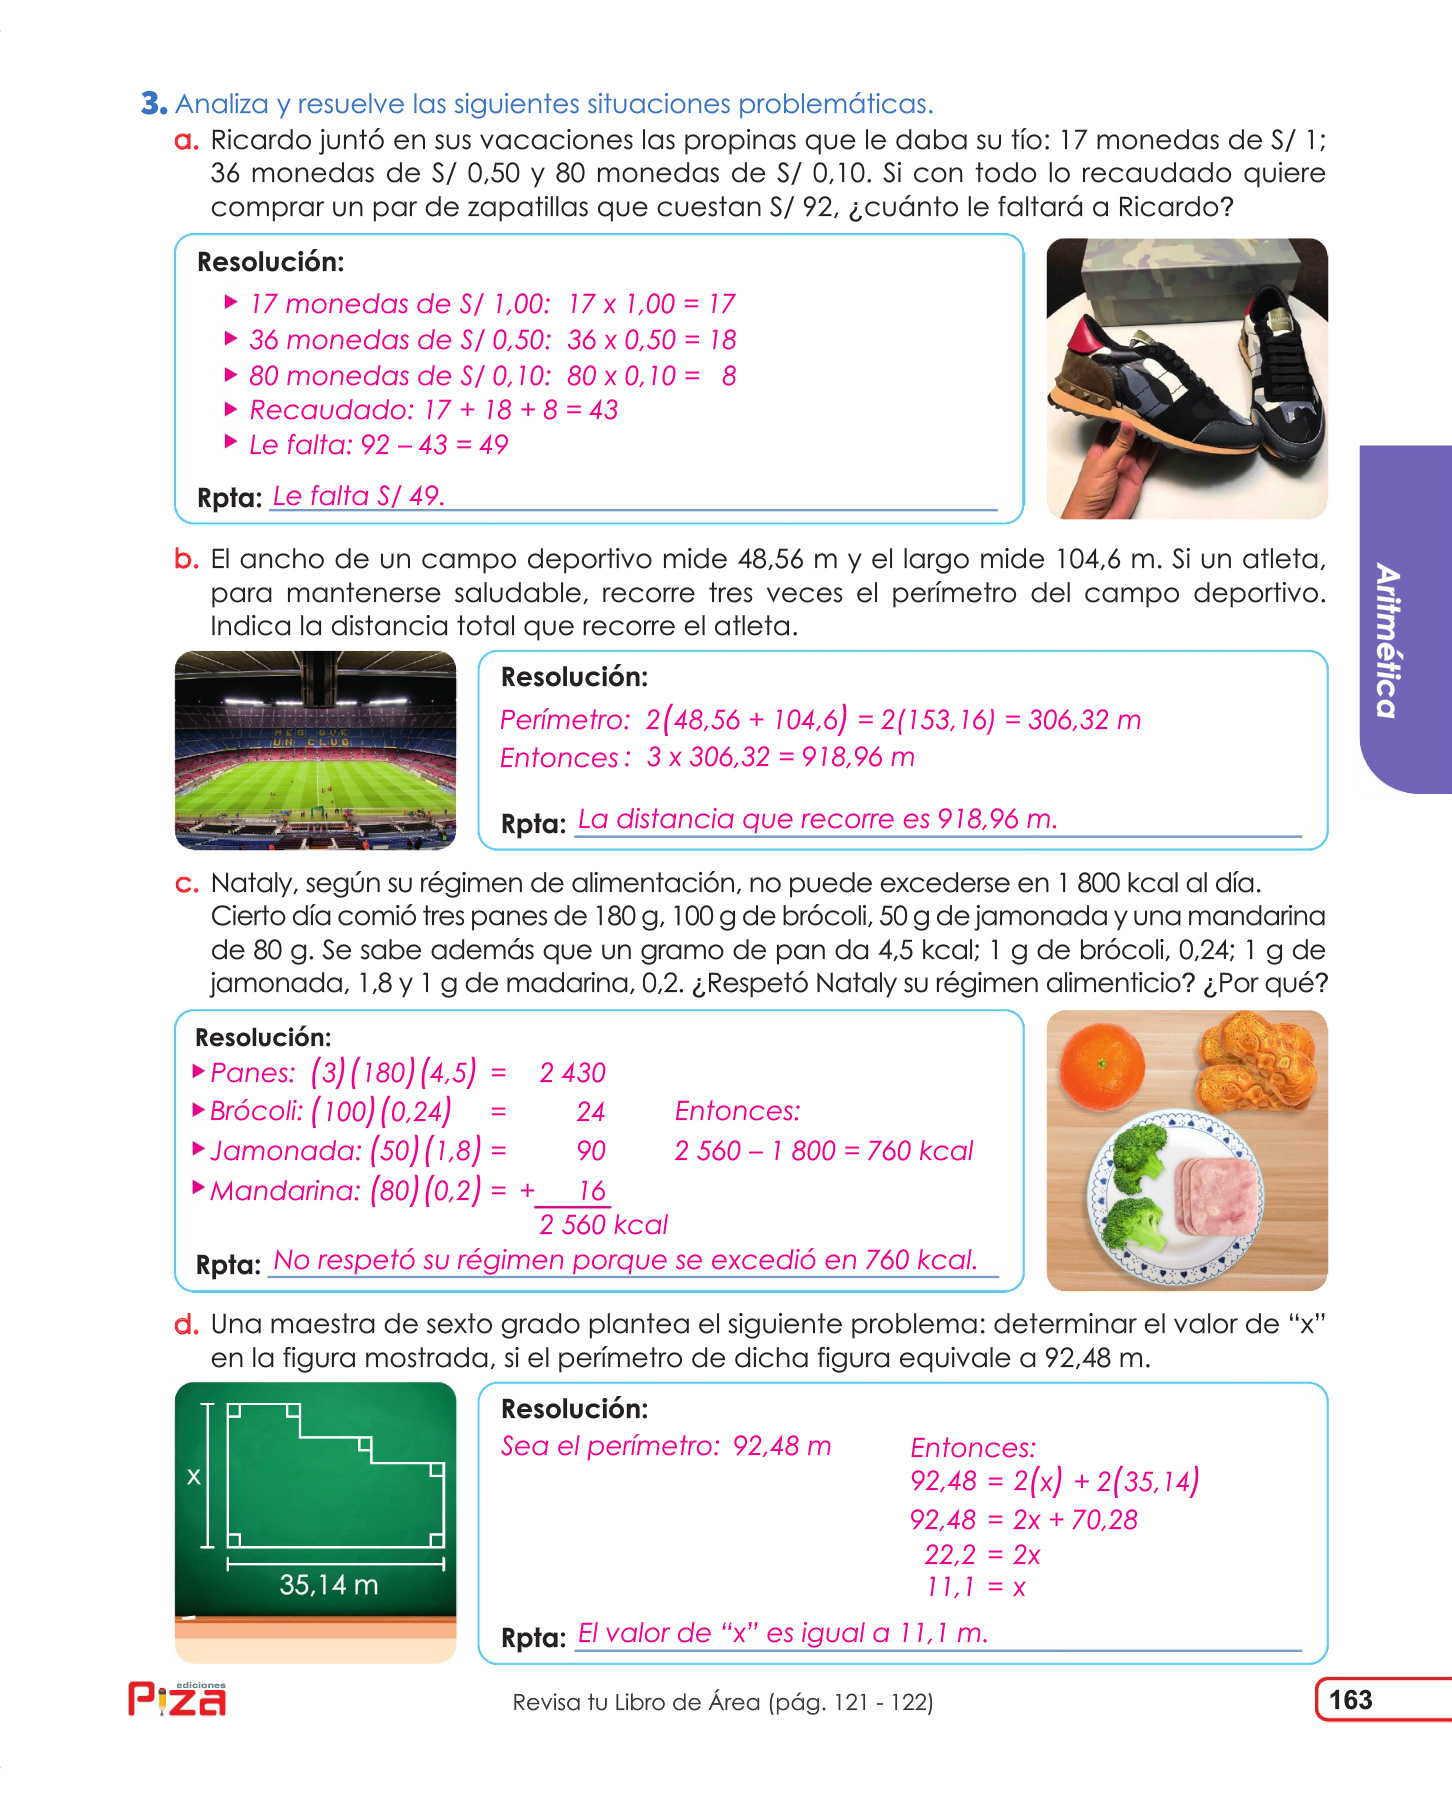 3. Analiza y resuelve las siguientes situaciones problemáticas.
a. Ricardo juntó en sus vacaciones las propinas que le daba su tío: 17 monedas de S/ 1;
36 monedas de S/ 0,50 y 80 monedas de S/ 0,10. Si con todo lo recaudado quiere
comprar un par de zapatillas que cuestan S/ 92, ¿cuánto le faltará a Ricardo?
Resolución:
17 monedas de S/ 1,00: 17 x 1,00 = 17
36 monedas de S/ 0,50: 36 x 0,50 = 18
80 monedas de S/ 0,10: 80 x 0,10 = 8
Recaudado: 17 + 18 + 8 = 43
Le falta: 92 – 43 = 49
Rpta: Le falta S/ 49.
Aritmética
b. El ancho de un campo deportivo mide 48,56 m y el largo mide 104,6 m. Si un atleta,
para mantenerse saludable, recorre tres veces el perímetro del campo deportivo.
Indica la distancia total que recorre el atleta.
MES QUE
UN CLUB
Resolución:
Perímetro: 2(48,56 + 104,6) = 2(153,16) = 306,32 m
Entonces : 3 x 306,32 = 918,96 m
Rpta: La distancia que recorre es 918,96 m.
c. Nataly, según su régimen de alimentación, no puede excederse en 1 800 kcal al día.
Cierto día comió tres panes de 180 g, 100 g de brócoli, 50 g de jamonada y una mandarina
de 80 g. Se sabe además que un gramo de pan da 4,5 kcal; 1 g de brócoli, 0,24; 1 g de
jamonada, 1,8 y 1 g de madarina, 0,2. ¿Respetó Nataly su régimen alimenticio? ¿Por qué?
Resolución:
Panes: (3)(180)(4,5) = 2 430
Brócoli: (100)(0,24) = 24 Entonces:
Jamonada: (50)(1,8) = 90 2 560 – 1 800 = 760 kcal
Mandarina: (80)(0,2) = + 16
2 560 kcal
Rpta: No respetó su régimen porque se excedió en 760 kcal.
d. Una maestra de sexto grado plantea el siguiente problema: determinar el valor de “x”
en la figura mostrada, si el perímetro de dicha figura equivale a 92,48 m.
x
35,14 m
Resolución:
Sea el perímetro: 92,48 m Entonces:
92,48 = 2(x) + 2(35,14)
92,48 = 2x + 70,28
22,2 = 2x
11,1 = x
Rpta: El valor de “x” es igual a 11,1 m.
ediciones
Piza
Revisa tu Libro de Área (pág. 121 - 122)
163